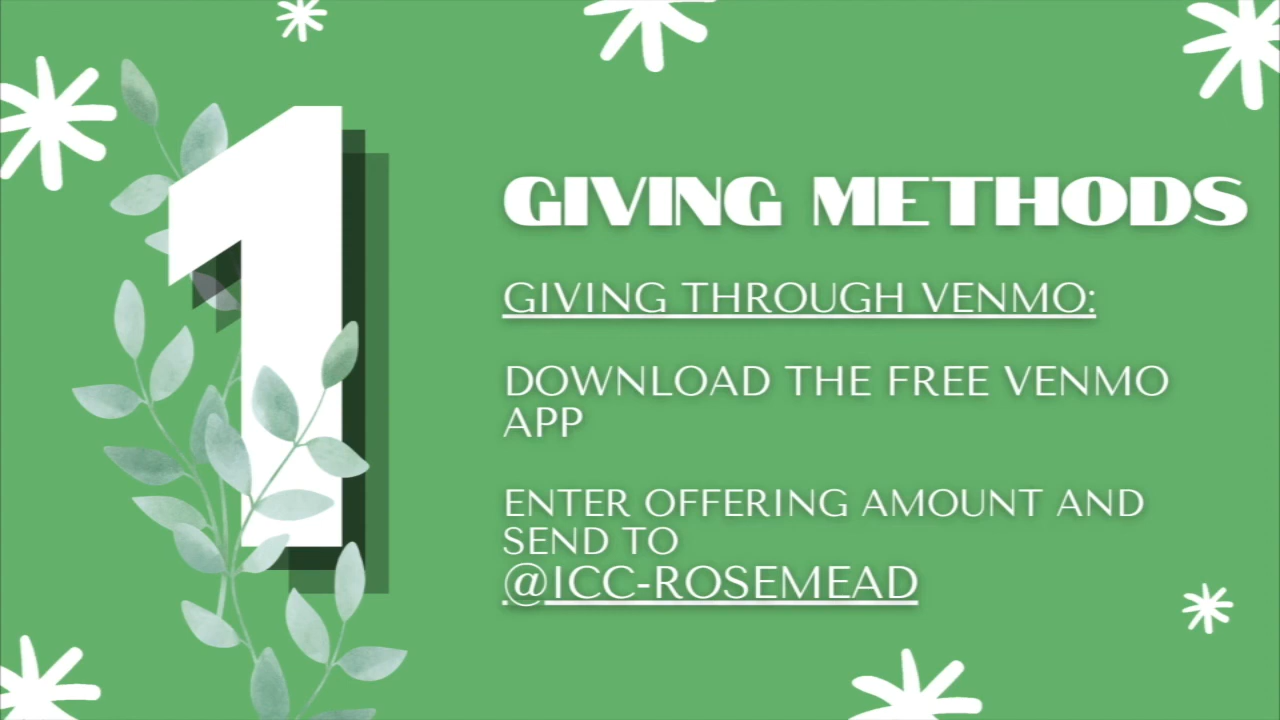 1
GIVING METHODS
GIVING THROUGH VENMO:
DOWNLOAD THE FREE VENMO
APP
ENTER OFFERING AMOUNT AND
SEND TO
@ICC-ROSEMEAD